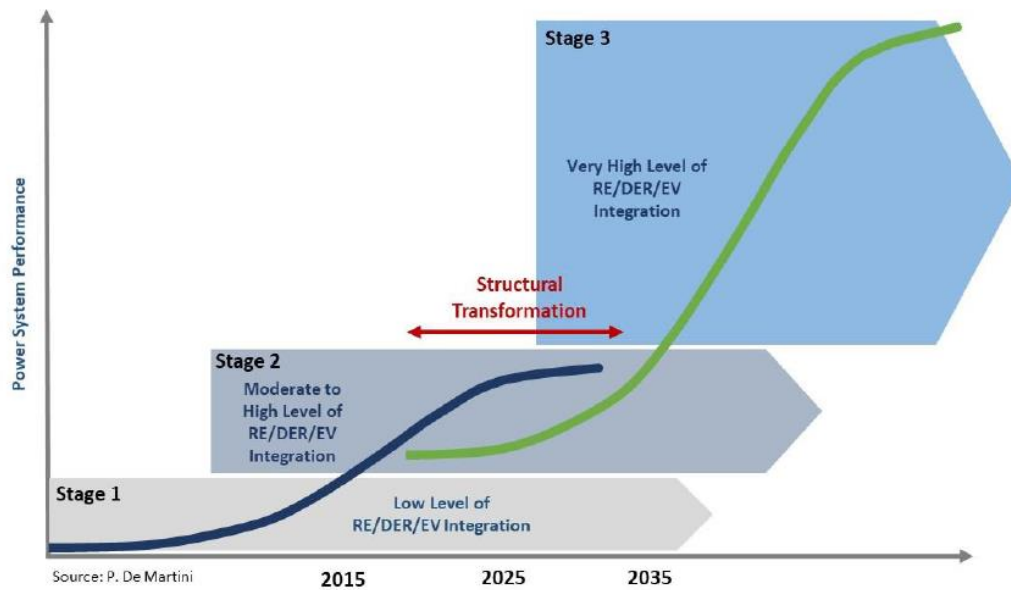 Stage 3
Very High Level of
RE/DER/EV
Integration
Power System Performance
Structural
Transformation
Stage 2
Moderate to
High Level of
RE/DER/EV
Integration
Stage 1
Low Level of
RE/DER/EV Integration
Source: P. De Martini
2015
2025
2035